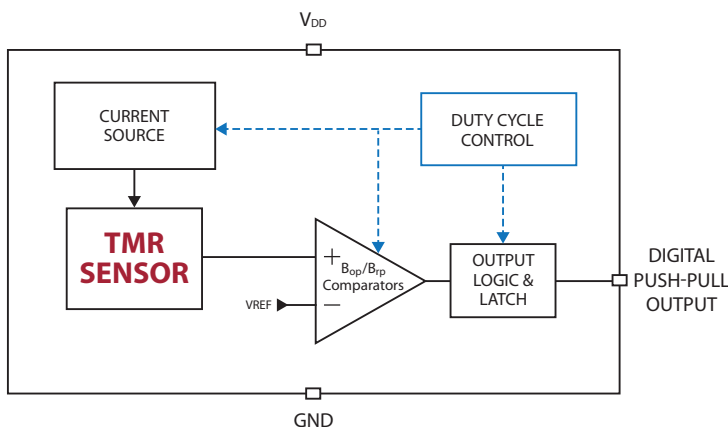 VDD
CURRENT
SOURCE
DUTY CYCLE
CONTROL
TMR
SENSOR
+
Bop/Brp
Comparators
VREF
−
OUTPUT
LOGIC &
LATCH
DIGITAL
PUSH-PULL
OUTPUT
GND